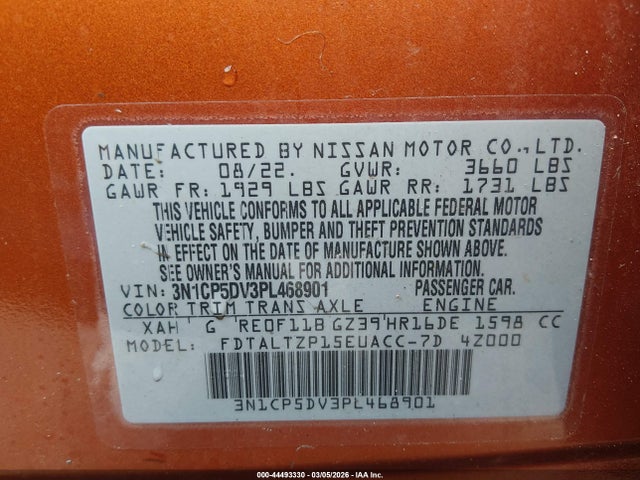 MANUFACTURED BY NISSAN MOTOR CO., LTD.
DATE: 08/22. GVWR: 3660 LBS
GAWR FR: 1929 LBS GAWR RR: 1731 LBS
THIS VEHICLE CONFORMS TO ALL APPLICABLE FEDERAL MOTOR
VEHICLE SAFETY, BUMPER AND THEFT PREVENTION STANDARDS
IN EFFECT ON THE DATE OF MANUFACTURE SHOWN ABOVE.
SEE OWNER'S MANUAL FOR ADDITIONAL INFORMATION
VIN: 3N1CP5DV3PL468901 PASSENGER CAR.
COLOR TRIM TRANS AXLE ENGINE
XAH G RE0F11B GZ39 HR16DE 1598 CC
FDTALTZP15EUACC-7D 4Z000
3N1CP5DV3PL468901
000-44493330 - 03/05/2026 - IAA Inc.